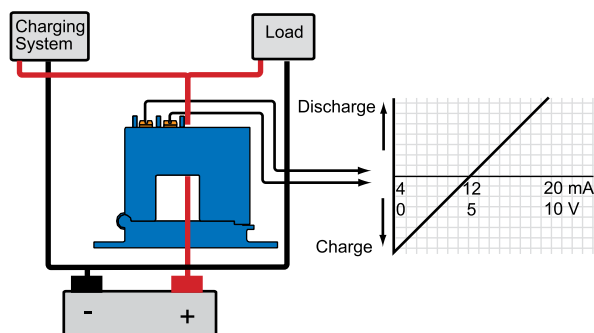 Charging
System
Load
Discharge
4 12 20 mA
0 5 10 V
Charge
- +